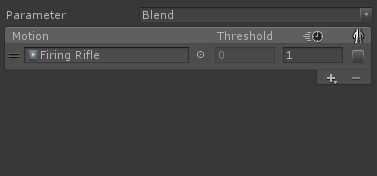 Parameter Blend
Motion Threshold
Firing Rifle 0 1